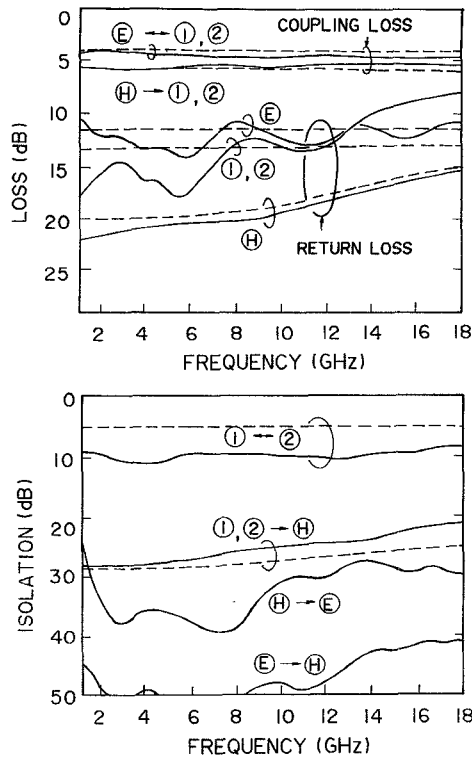 0
5
10
15
20
25
LOSS (dB)
Ⓔ ↔ ①, ②
COUPLING LOSS
Ⓗ → ①, ②
Ⓔ
①, ②
Ⓗ
RETURN LOSS
2 4 6 8 10 12 14 16 18
FREQUENCY (GHz)
0
10
20
30
40
50
ISOLATION (dB)
① ↔ ②
①, ② → Ⓗ
Ⓗ → Ⓔ
Ⓔ → Ⓗ
2 4 6 8 10 12 14 16 18
FREQUENCY (GHz)